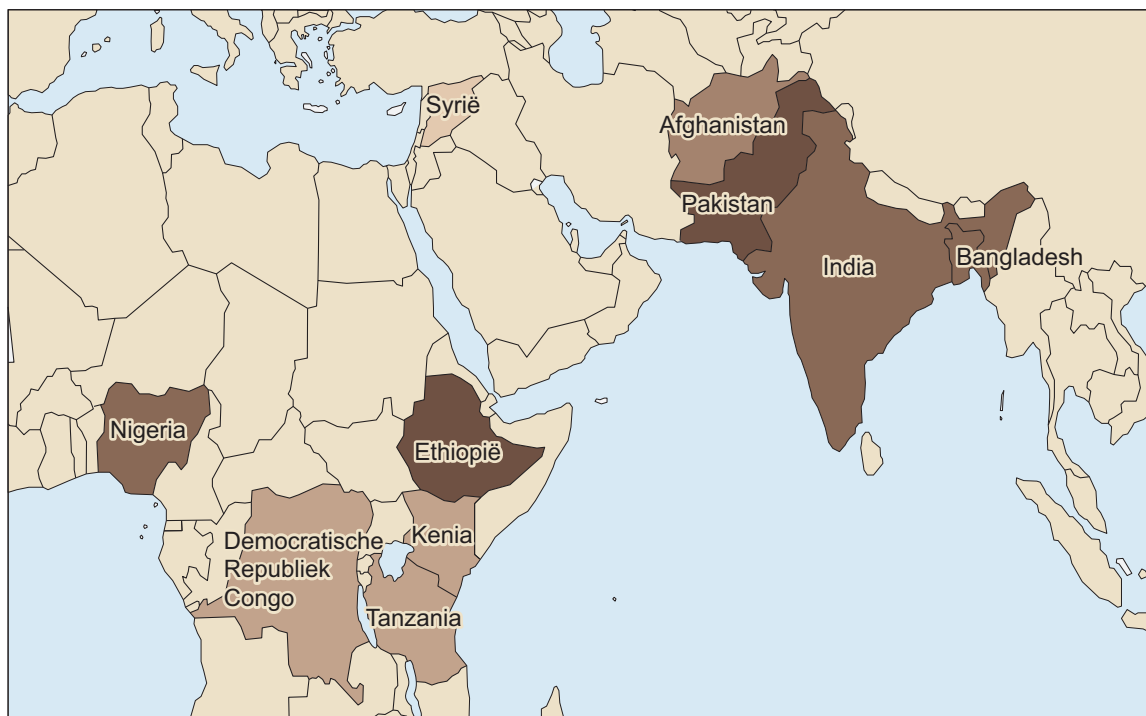 Syrië
Afghanistan
Pakistan
India
Bangladesh
Nigeria
Ethiopië
Kenia
Democratische
Republiek
Congo
Tanzania